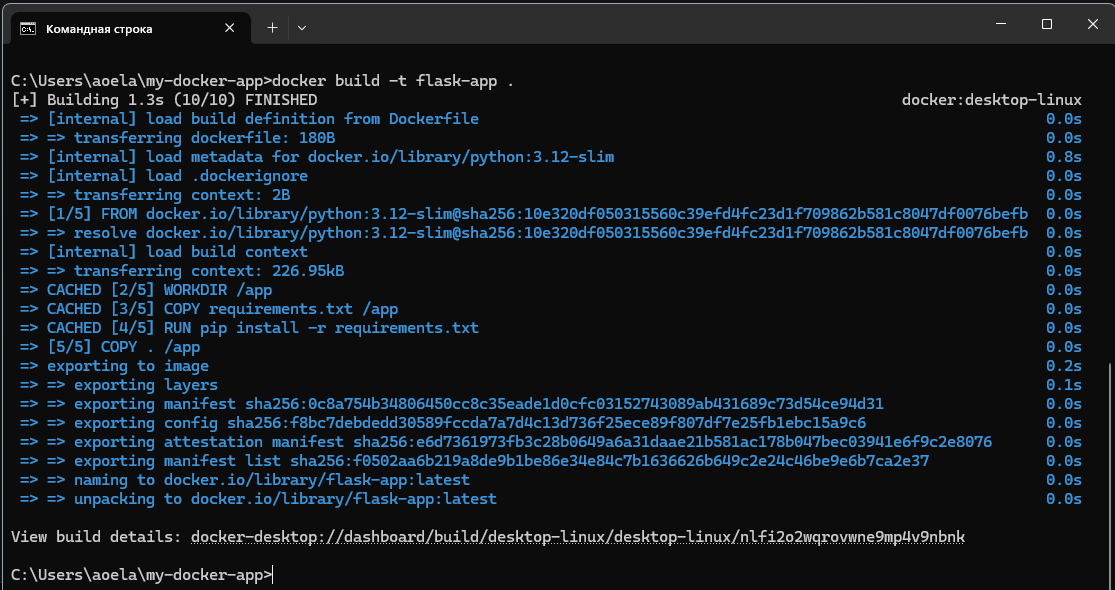 Командная строка
C:\Users\aoela\my-docker-app>docker build -t flask-app .
[+] Building 1.3s (10/10) FINISHED docker:desktop-linux
=> [internal] load build definition from Dockerfile 0.0s
=> => transferring dockerfile: 180B 0.0s
=> [internal] load metadata for docker.io/library/python:3.12-slim 0.8s
=> [internal] load .dockerignore 0.0s
=> => transferring context: 2B 0.0s
=> [1/5] FROM docker.io/library/python:3.12-slim@sha256:10e320df050315560c39efd4fc23d1f709862b581c8047df0076befb 0.0s
=> => resolve docker.io/library/python:3.12-slim@sha256:10e320df050315560c39efd4fc23d1f709862b581c8047df0076befb 0.0s
=> [internal] load build context 0.0s
=> => transferring context: 226.95kB 0.0s
=> CACHED [2/5] WORKDIR /app 0.0s
=> CACHED [3/5] COPY requirements.txt /app 0.0s
=> CACHED [4/5] RUN pip install -r requirements.txt 0.0s
=> [5/5] COPY . /app 0.0s
=> exporting to image 0.2s
=> => exporting layers 0.1s
=> => exporting manifest sha256:0c8a754b34806450cc8c35eade1d0cfc03152743089ab431689c73d54ce94d31 0.0s
=> => exporting config sha256:f8bc7debdedd30589fccda7a7d4c13d736f25ece89f807df7e25fb1ebc15a9c6 0.0s
=> => exporting attestation manifest sha256:e6d7361973fb3c28b0649a6a31daae21b581ac178b047bec03941e6f9c2e8076 0.0s
=> => exporting manifest list sha256:f0502aa6b219a8de9b1be86e34e84c7b1636626b649c2e24c46be9e6b7ca2e37 0.0s
=> => naming to docker.io/library/flask-app:latest 0.0s
=> => unpacking to docker.io/library/flask-app:latest 0.0s
View build details: docker-desktop://dashboard/build/desktop-linux/desktop-linux/nlfi2o2wqrovwne9mp4v9nbnk
C:\Users\aoela\my-docker-app>